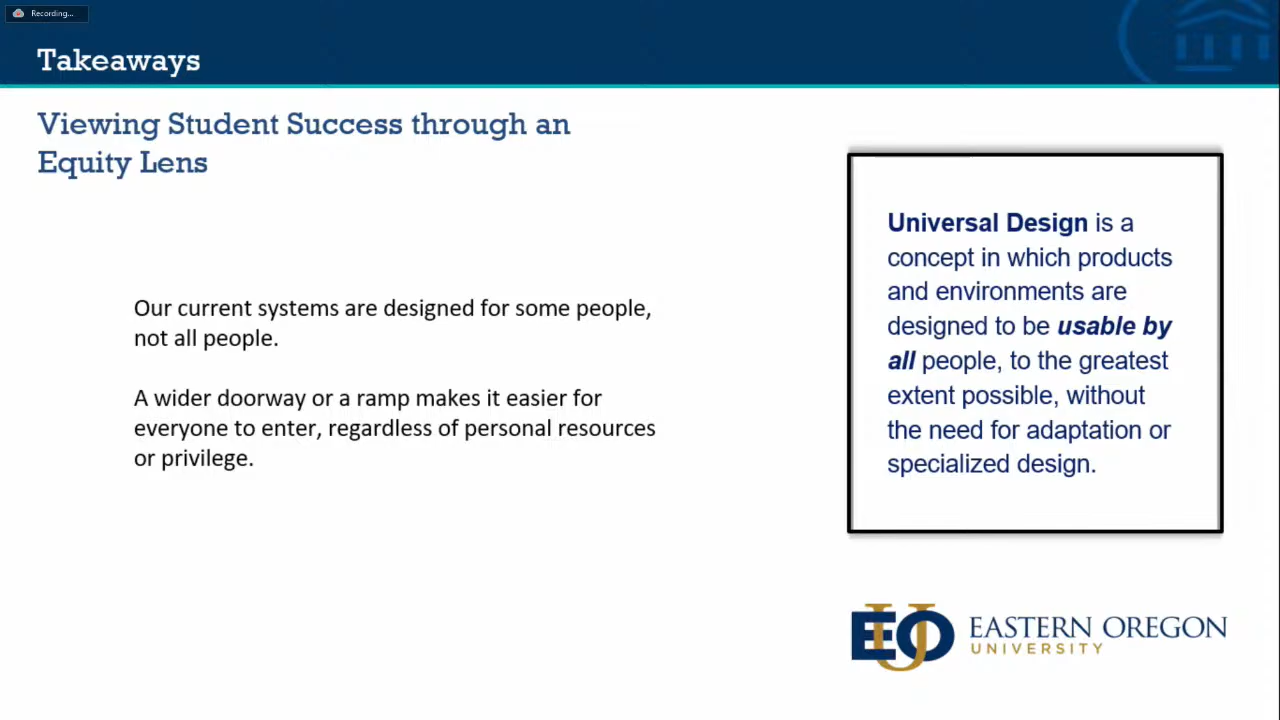 Recording...
Takeaways
Viewing Student Success through an
Equity Lens
Our current systems are designed for some people,
not all people.
A wider doorway or a ramp makes it easier for
everyone to enter, regardless of personal resources
or privilege.
Universal Design is a
concept in which products
and environments are
designed to be usable by
all people, to the greatest
extent possible, without
the need for adaptation or
specialized design.
EOU
EASTERN OREGON
UNIVERSITY